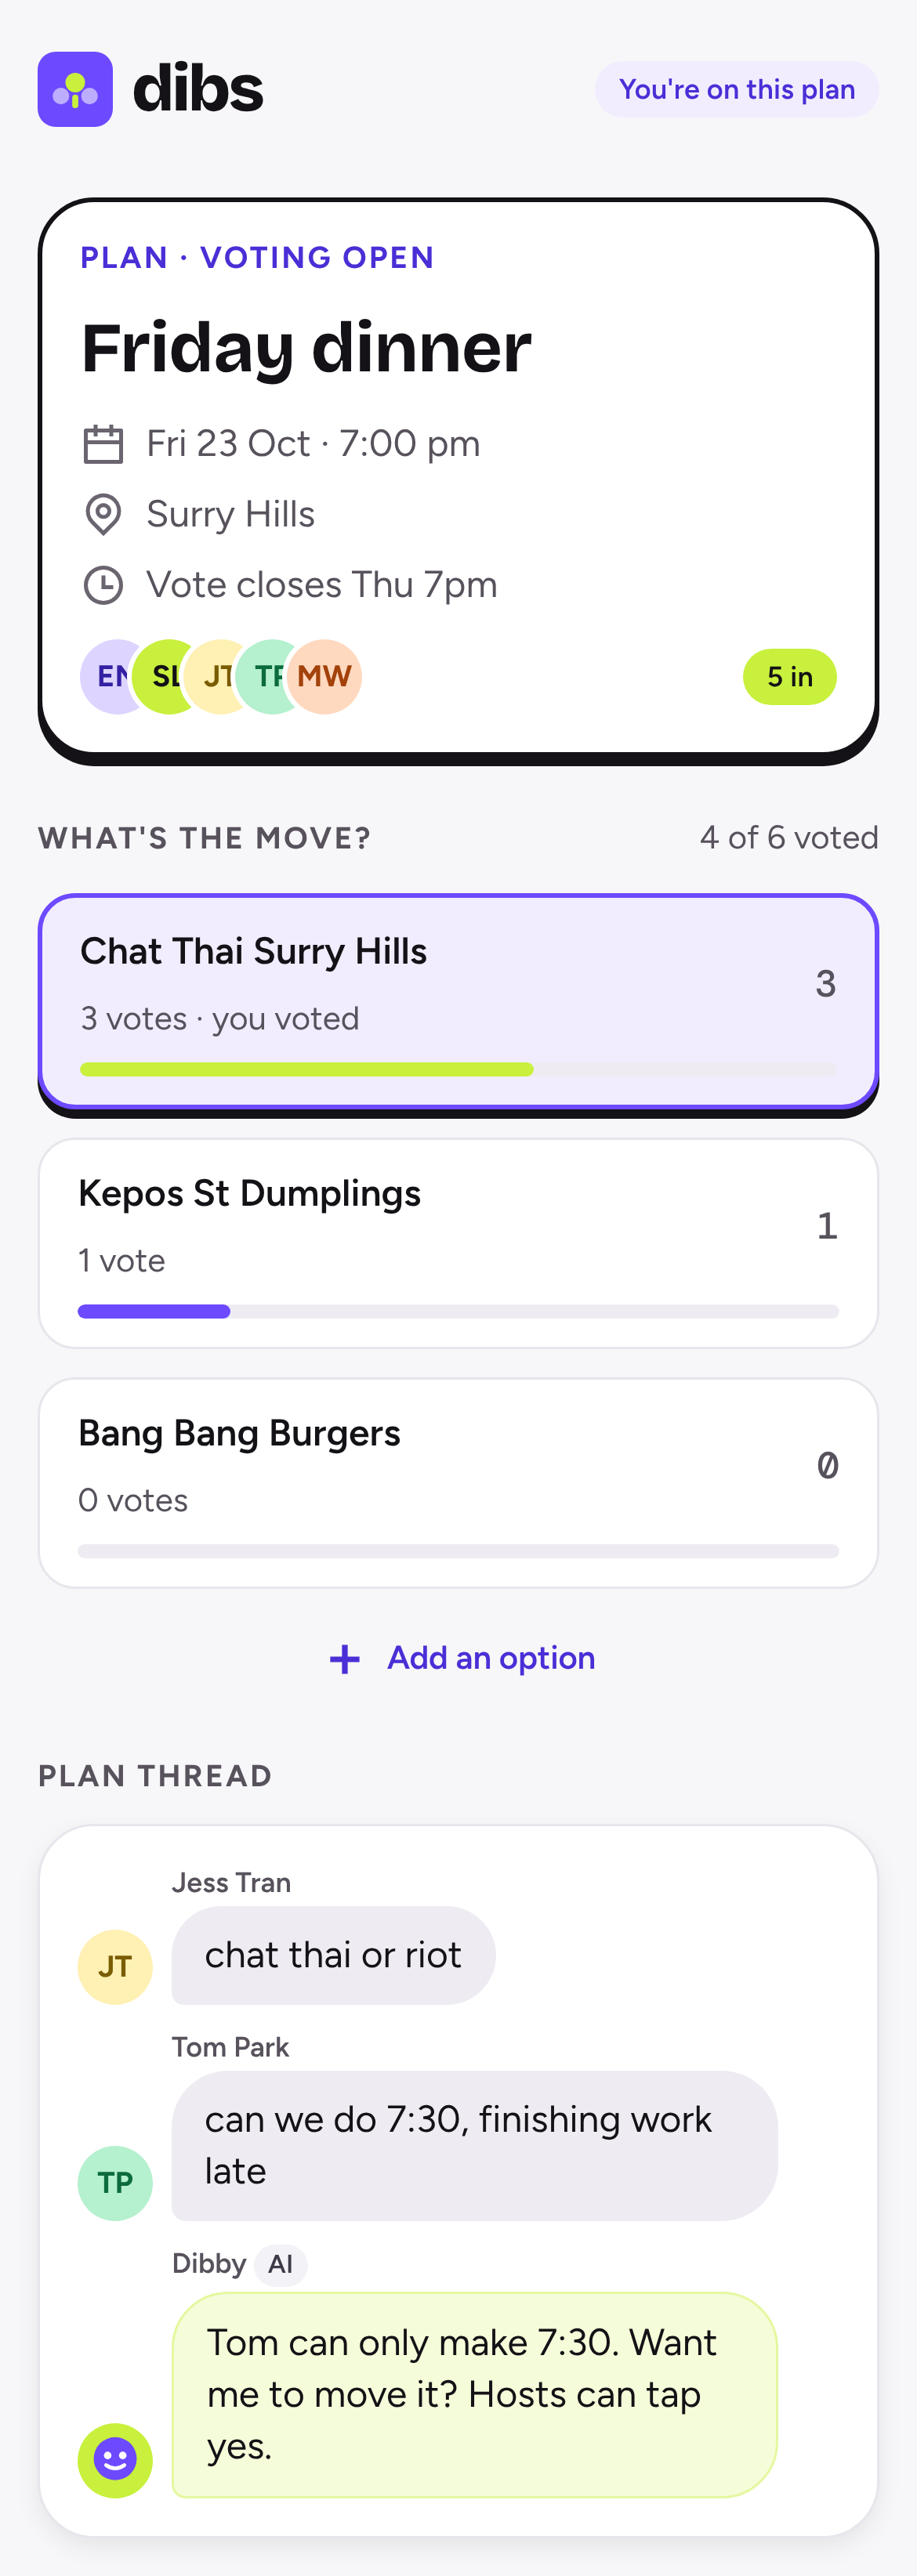 dibs
You're on this plan
PLAN · VOTING OPEN
Friday dinner
Fri 23 Oct · 7:00 pm
Surry Hills
Vote closes Thu 7pm
MW
5 in
WHAT'S THE MOVE?
4 of 6 voted
Chat Thai Surry Hills
3
3 votes · you voted
Kepos St Dumplings
1
1 vote
Bang Bang Burgers
0
0 votes
+ Add an option
PLAN THREAD
Jess Tran
JT
chat thai or riot
Tom Park
can we do 7:30, finishing work
late
TP
Dibby AI
Tom can only make 7:30. Want
me to move it? Hosts can tap
yes.